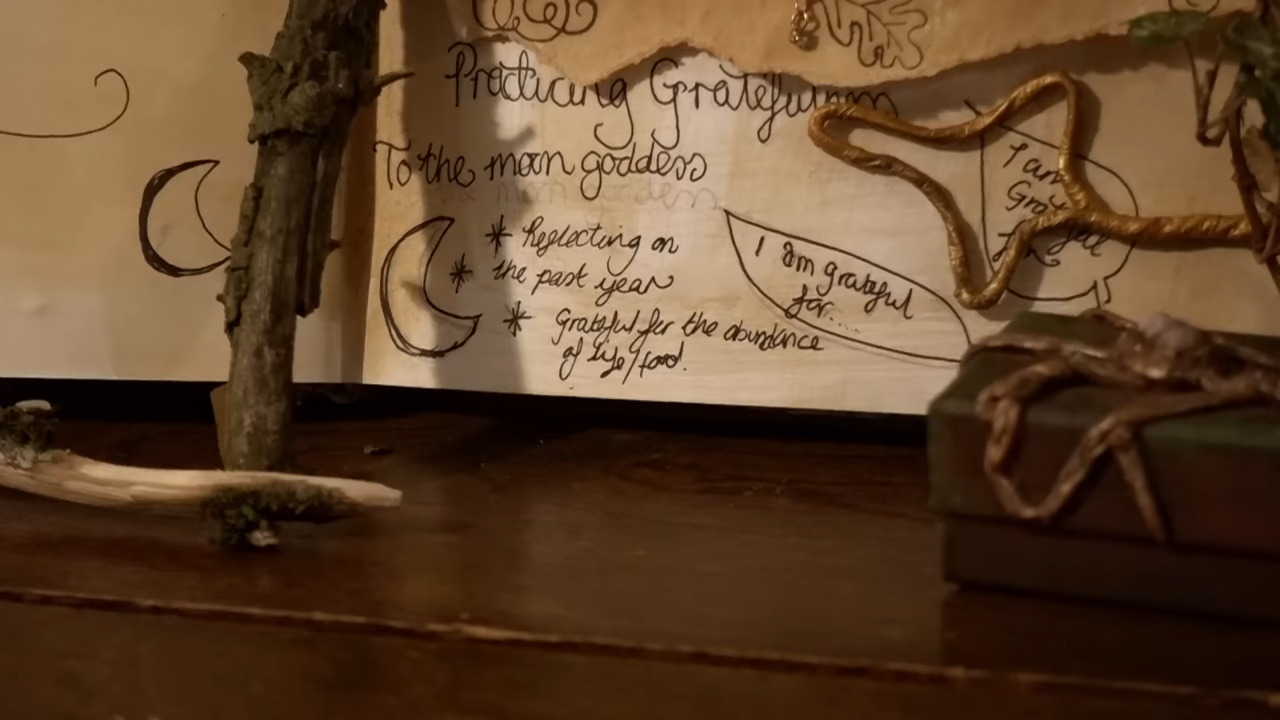 Practicing Gratefulness
To the moon goddess
* Reflecting on
* the past year
* Grateful for the abundance
of life/food!
I am grateful
for....
I am
Grateful
for